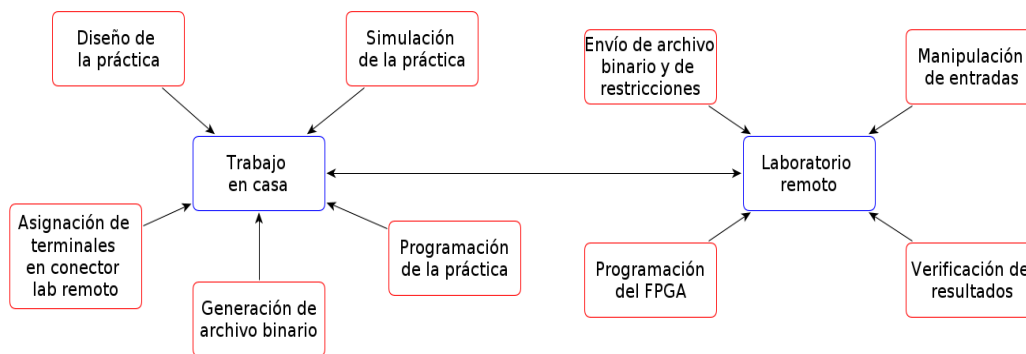 Diseño de
la práctica
Simulación
de la práctica
Trabajo
en casa
Asignación de
terminales
en conector
lab remoto
Generación de
archivo binario
Programación
de la práctica
Envío de archivo
binario y de
restricciones
Manipulación
de entradas
Laboratorio
remoto
Programación
del FPGA
Verificación de
resultados